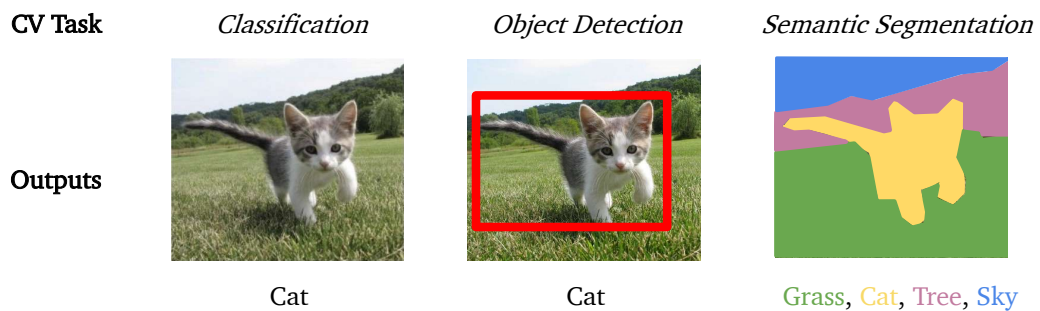 CV Task Classification Object Detection Semantic Segmentation
Outputs
Cat Cat Grass, Cat, Tree, Sky